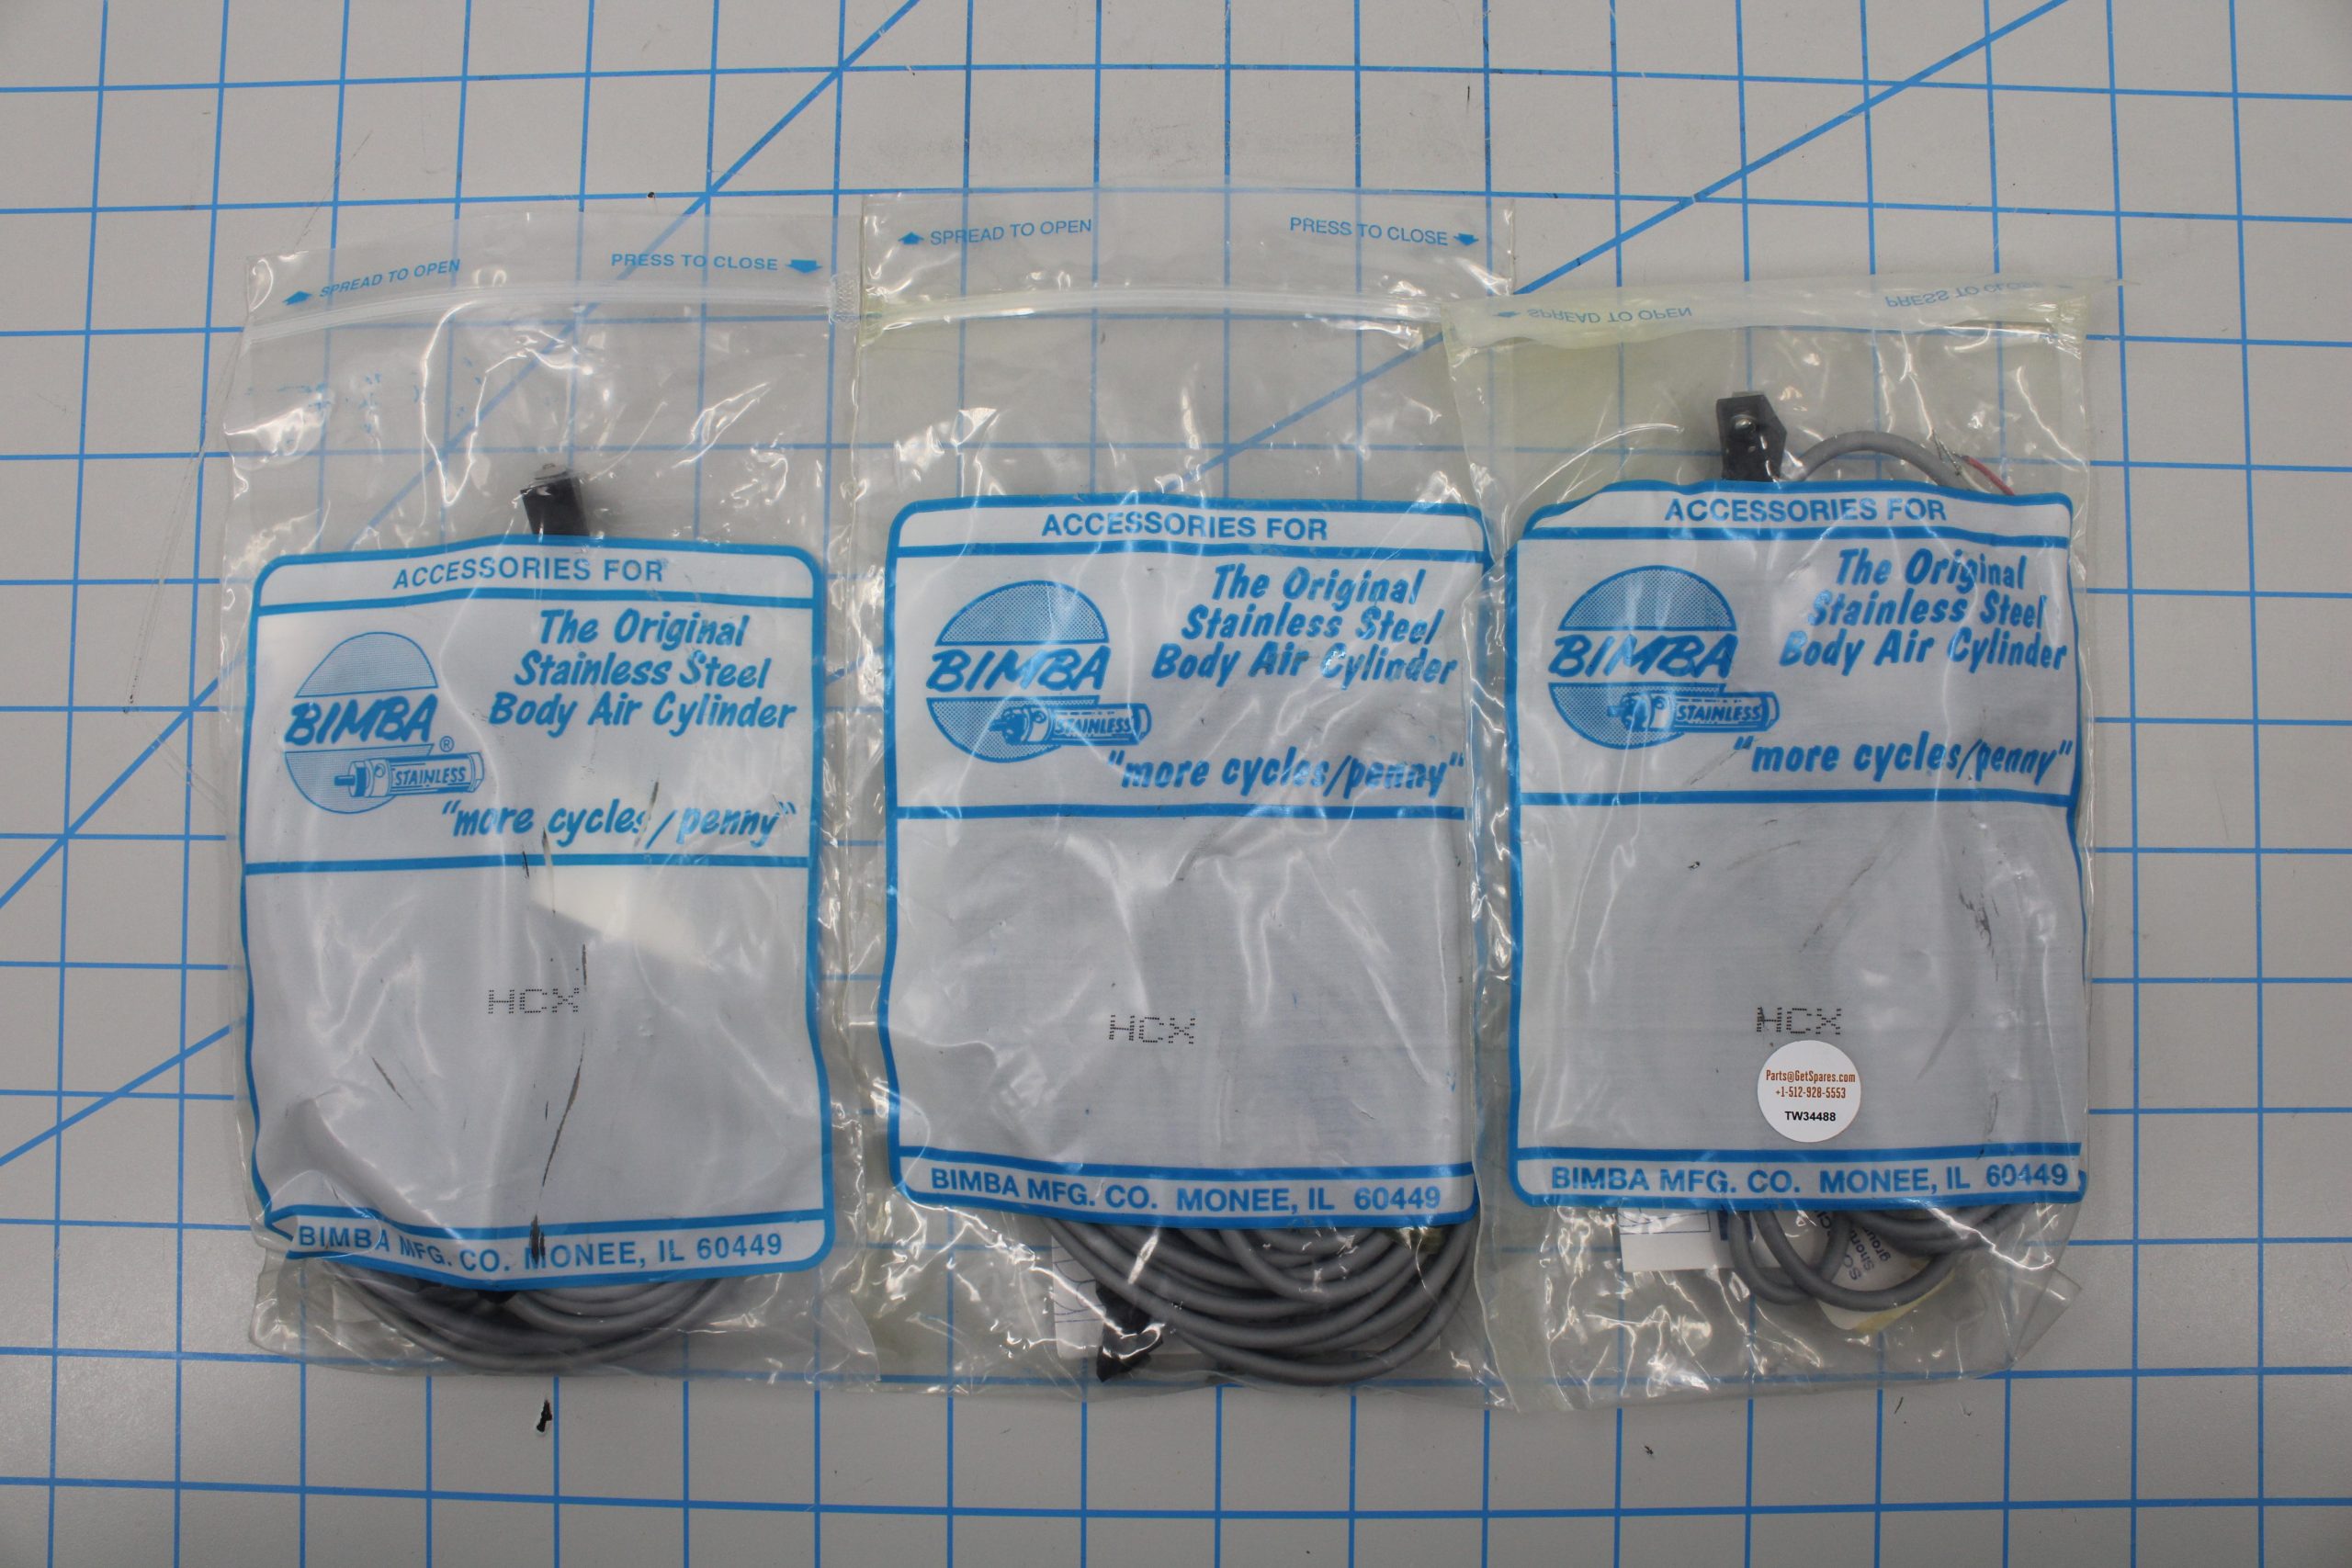 SPREAD TO OPEN
PRESS TO CLOSE
ACCESSORIES FOR
The Original
Stainless Steel
Body Air Cylinder
BIMBA®
STAINLESS
"more cycles/penny"
HCX
BIMBA MFG. CO. MONEE, IL 60449
SPREAD TO OPEN
PRESS TO CLOSE
ACCESSORIES FOR
The Original
Stainless Steel
Body Air Cylinder
BIMBA
STAINLESS
"more cycles/penny"
HCX
BIMBA MFG. CO. MONEE, IL 60449
SPREAD TO OPEN
PRESS TO CLOSE
ACCESSORIES FOR
The Original
Stainless Steel
Body Air Cylinder
BIMBA
STAINLESS
"more cycles/penny"
HCX
Parts@GetSpares.com
+1-512-928-5553
TW34488
BIMBA MFG. CO. MONEE, IL 60449